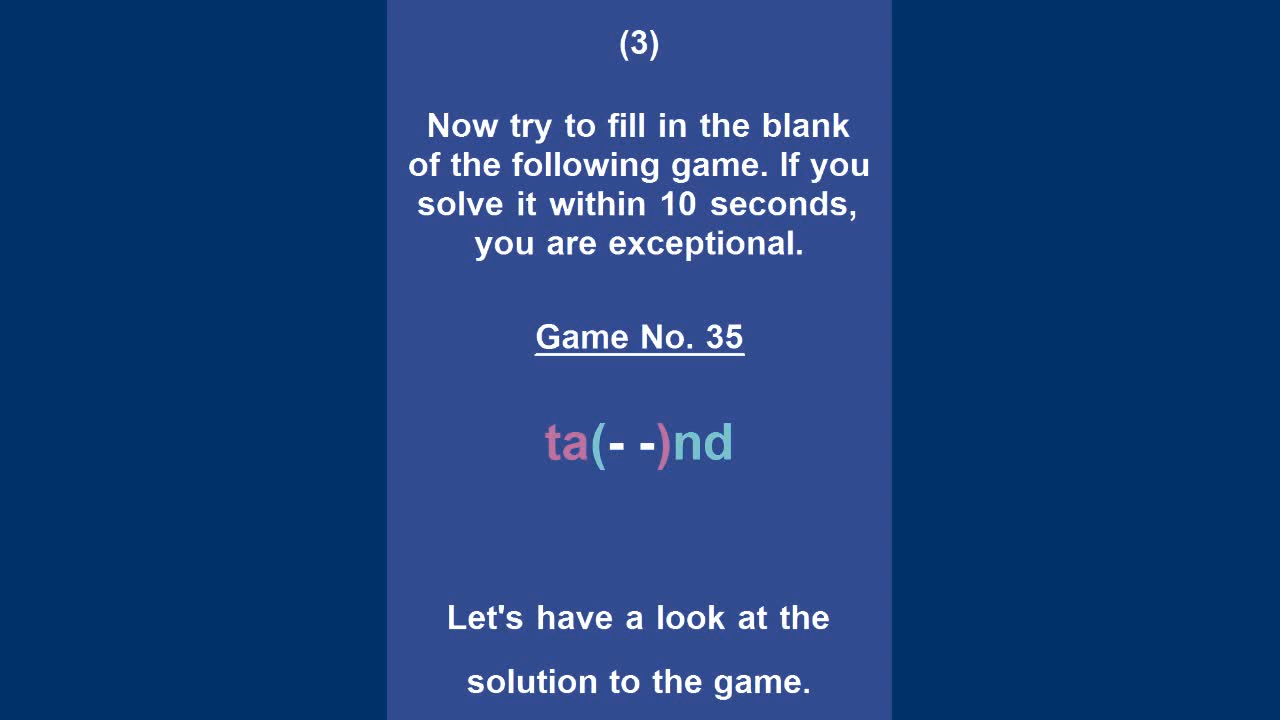 (3)
Now try to fill in the blank
of the following game. If you
solve it within 10 seconds,
you are exceptional.
Game No. 35
ta(- -)nd
Let's have a look at the
solution to the game.